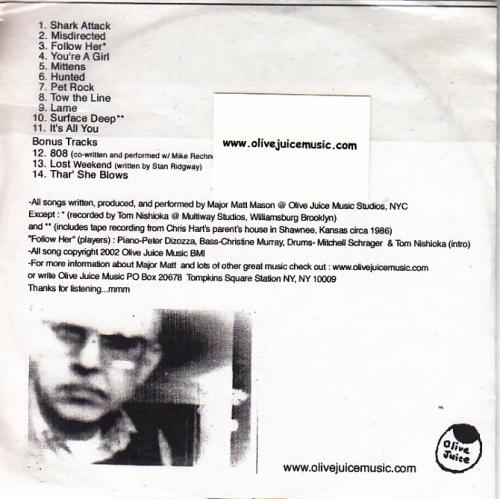 1. Shark Attack
2. Misdirected
3. Follow Her*
4. You're A Girl
5. Mittens
6. Hunted
7. Pet Rock
8. Tow the Line
9. Lame
10. Surface Deep**
11. It's All You
Bonus Tracks
12. 808 (co-written and performed w/ Mike Rechn
13. Lost Weekend (written by Stan Ridgway)
14. Thar' She Blows
www.olivejuicemusic.com
-All songs written, produced, and performed by Major Matt Mason @ Olive Juice Music Studios, NYC
Except : * (recorded by Tom Nishioka @ Multiway Studios, Williamsburg Brooklyn)
and ** (includes tape recording from Chris Hart's parent's house in Shawnee, Kansas circa 1986)
"Follow Her" (players) : Piano-Peter Dizozza, Bass-Christine Murray, Drums- Mitchell Schrager & Tom Nishioka (intro)
-All song copyright 2002 Olive Juice Music BMI
-For more information about Major Matt and lots of other great music check out : www.olivejuicemusic.com
or write Olive Juice Music PO Box 20678 Tompkins Square Station NY, NY 10009
Thanks for listening...mmm
Olive
Juice
www.olivejuicemusic.com